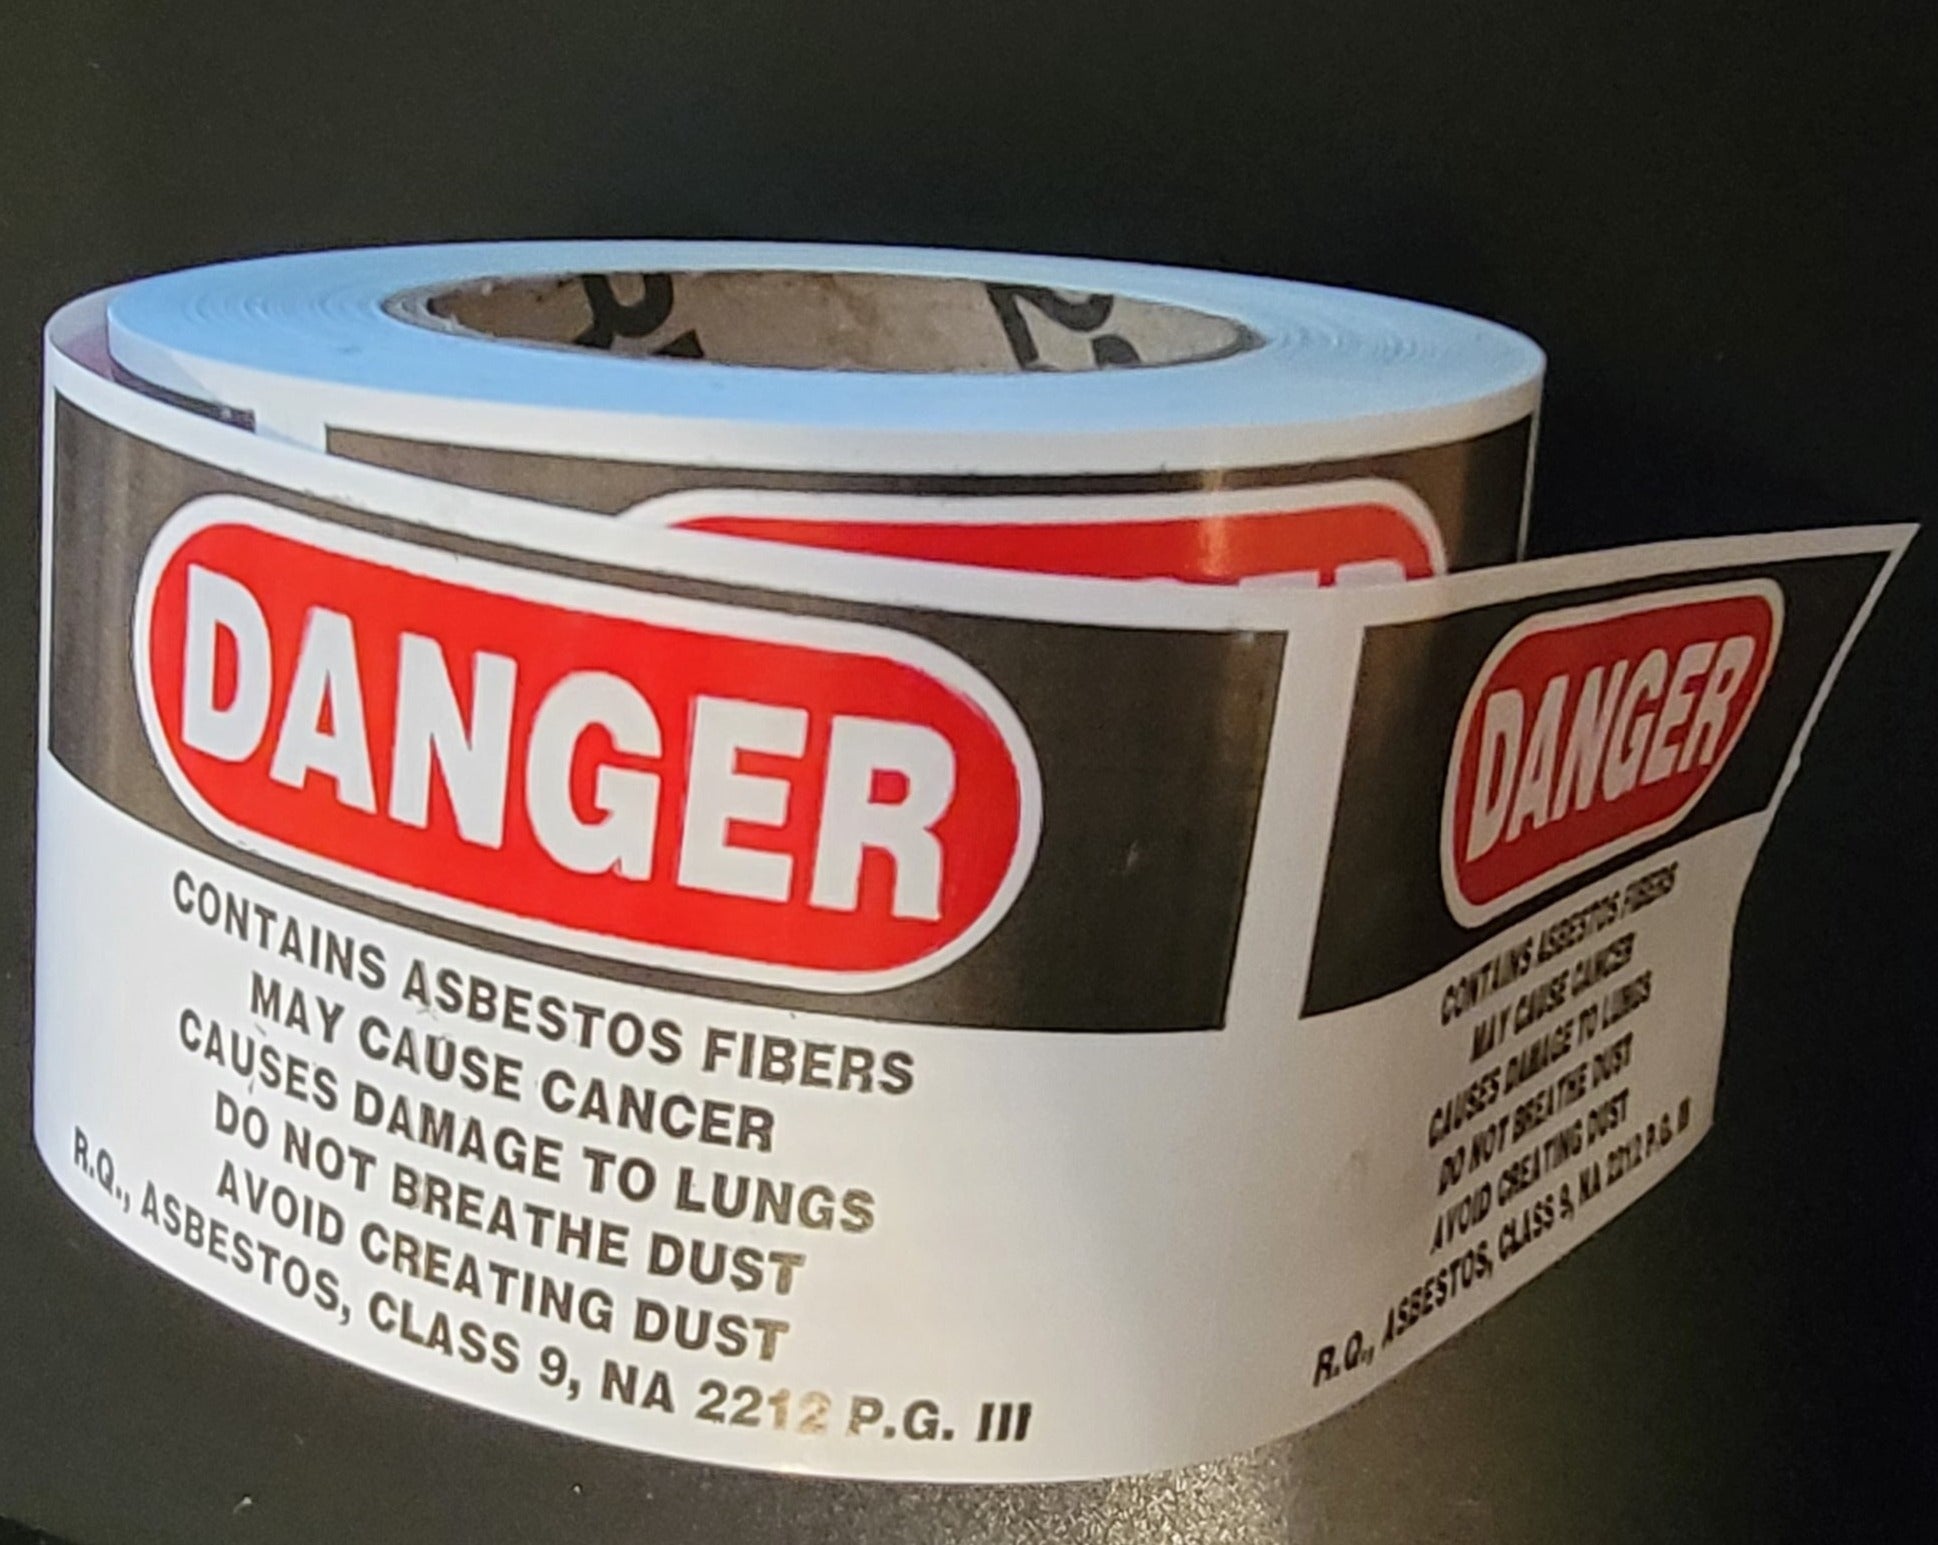 DANGER
CONTAINS ASBESTOS FIBERS
MAY CAUSE CANCER
CAUSES DAMAGE TO LUNGS
DO NOT BREATHE DUST
AVOID CREATING DUST
R.Q., ASBESTOS, CLASS 9, NA 2212 P.G. III
DANGER
CONTAINS ASBESTOS FIBERS
MAY CAUSE CANCER
CAUSES DAMAGE TO LUNGS
DO NOT BREATHE DUST
AVOID CREATING DUST
R.Q., ASBESTOS, CLASS 9, NA 2212 P.G. III